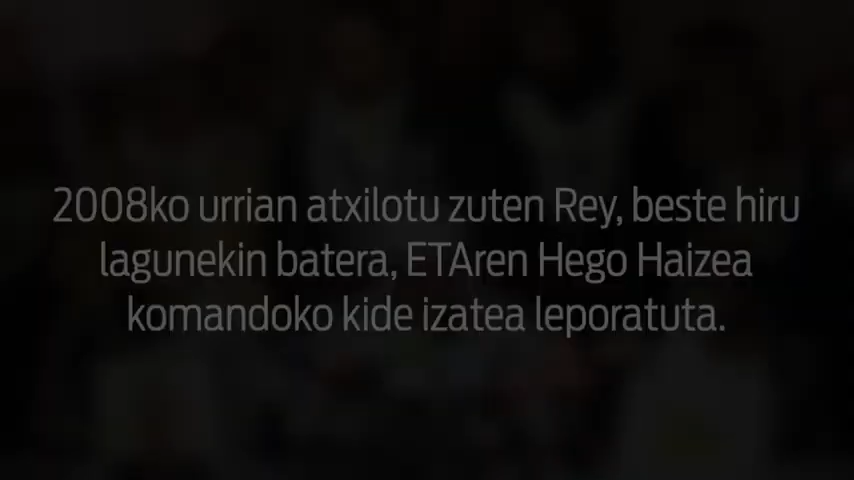 2008ko urrian atxilotu zuten Rey, beste hiru
lagunekin batera, ETAren Hego Haizea
komandoko kide izatea leporatuta.